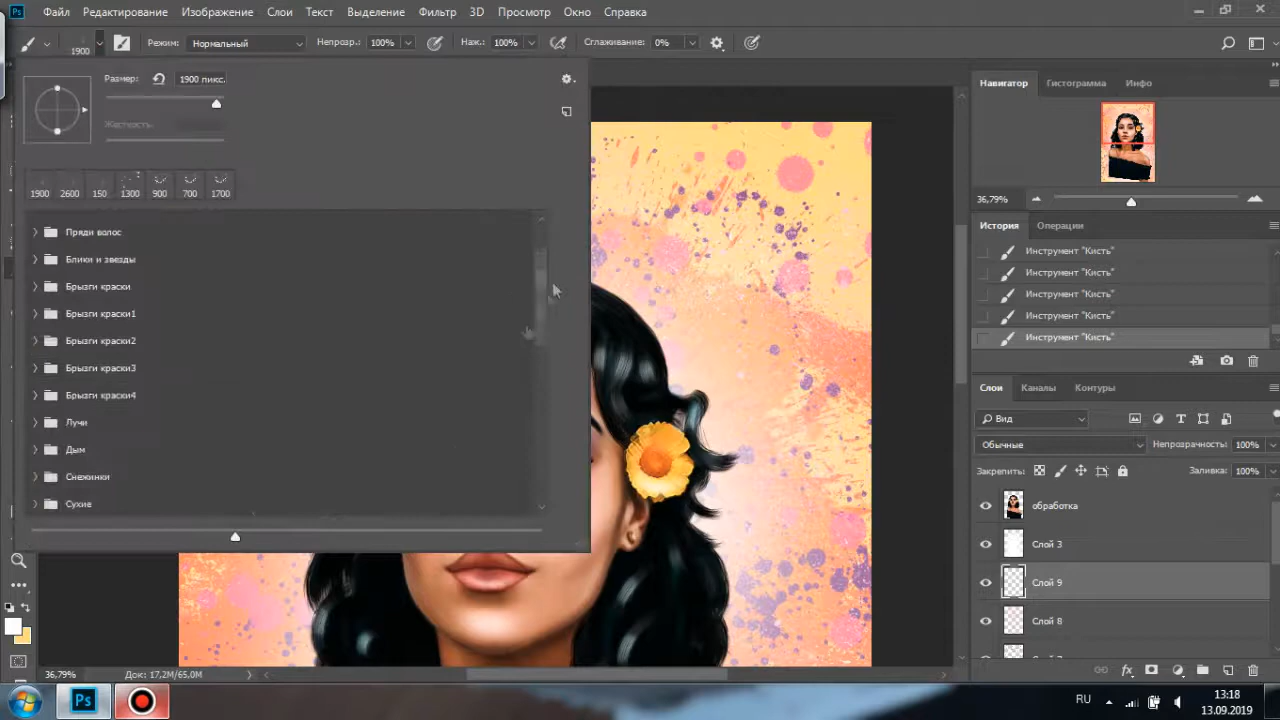 Ps Файл Редактирование Изображение Слои Текст Выделение Фильтр 3D Просмотр Окно Справка
1900 Режим: Нормальный Непрозр.: 100% Наж.: 100% Сглаживание: 0%
Размер: 1900 пикс.
Жесткость:
1900 2600 150 1300 900 700 1700
Пряди волос
Блики и звезды
Брызги краски
Брызги краски1
Брызги краски2
Брызги краски3
Брызги краски4
Лучи
Дым
Снежинки
Сухие
Навигатор Гистограмма Инфо
36,79%
История Операции
Инструмент "Кисть"
Инструмент "Кисть"
Инструмент "Кисть"
Инструмент "Кисть"
Инструмент "Кисть"
Слои Каналы Контуры
Вид
Обычные Непрозрачность: 100%
Закрепить: Заливка: 100%
обработка
Слой 3
Слой 9
Слой 8
fx
36,79% Док: 17,2M/65,0M
Ps RU 13:18
13.09.2019